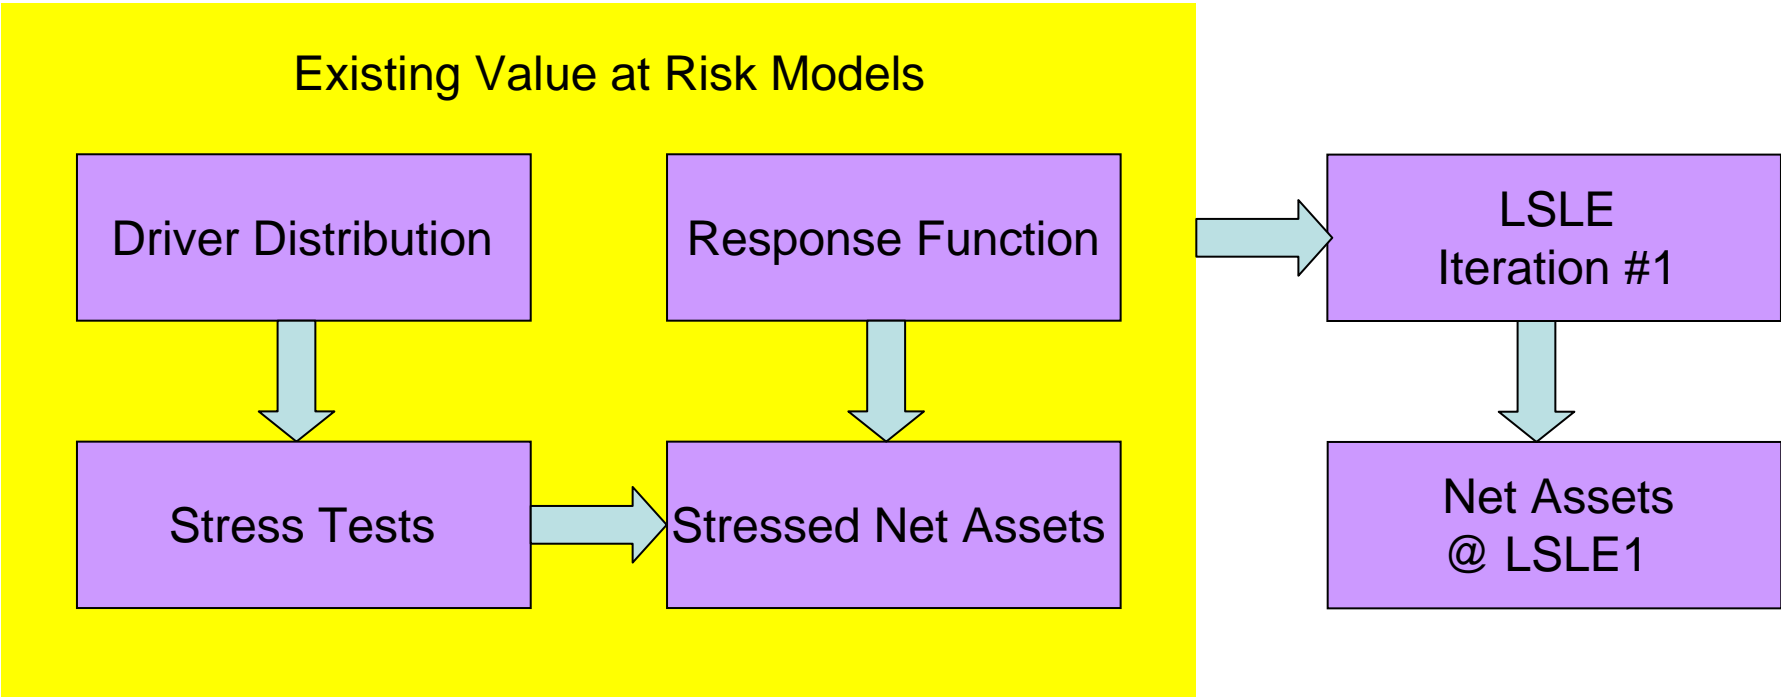 Existing Value at Risk Models
Driver Distribution
Response Function
LSLE
Iteration #1
Stress Tests
Stressed Net Assets
Net Assets
@ LSLE1